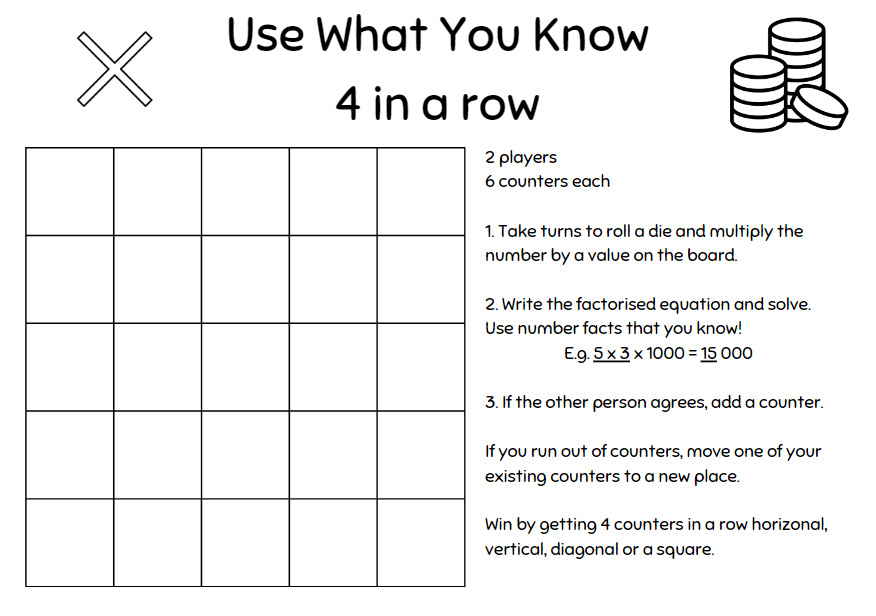 Use What You Know
4 in a row
2 players
6 counters each
1. Take turns to roll a die and multiply the
number by a value on the board.
2. Write the factorised equation and solve.
Use number facts that you know!
E.g. 5 x 3 x 1000 = 15 000
3. If the other person agrees, add a counter.
If you run out of counters, move one of your
existing counters to a new place.
Win by getting 4 counters in a row horizonal,
vertical, diagonal or a square.